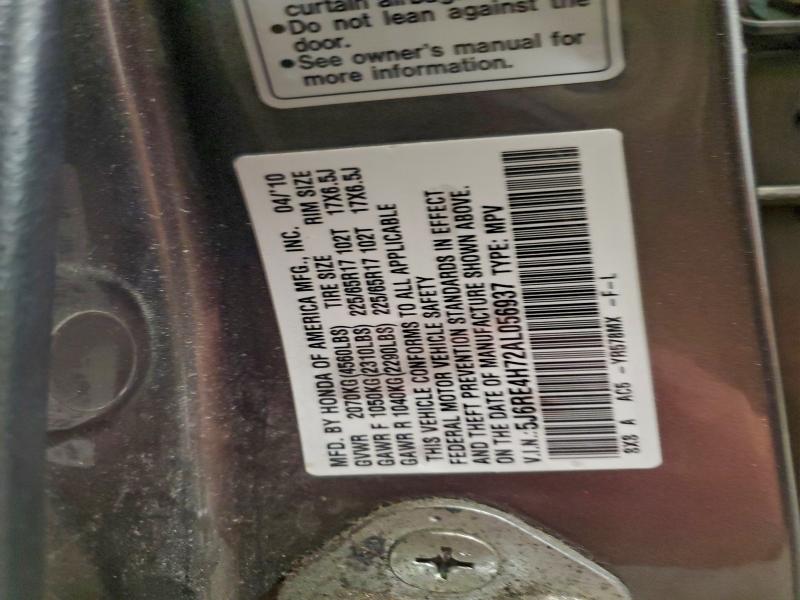 curtain airbag
•Do not lean against the
door.
•See owner's manual for
more information.
MFD. BY HONDA OF AMERICA MFG., INC. 04/'10
GVWR 2070KG(4560LBS) TIRE SIZE RIM SIZE
GAWR F 1050KG(2310LBS) 225/65R17 102T 17X6.5J
GAWR R 1040KG(2290LBS) 225/65R17 102T 17X6.5J
THIS VEHICLE CONFORMS TO ALL APPLICABLE
FEDERAL MOTOR VEHICLE SAFETY
AND THEFT PREVENTION STANDARDS IN EFFECT
ON THE DATE OF MANUFACTURE SHOWN ABOVE.
V.I.N.:5J6RE4H72AL056937 TYPE: MPV
8X8 A AC5 -YR578MX -F-L